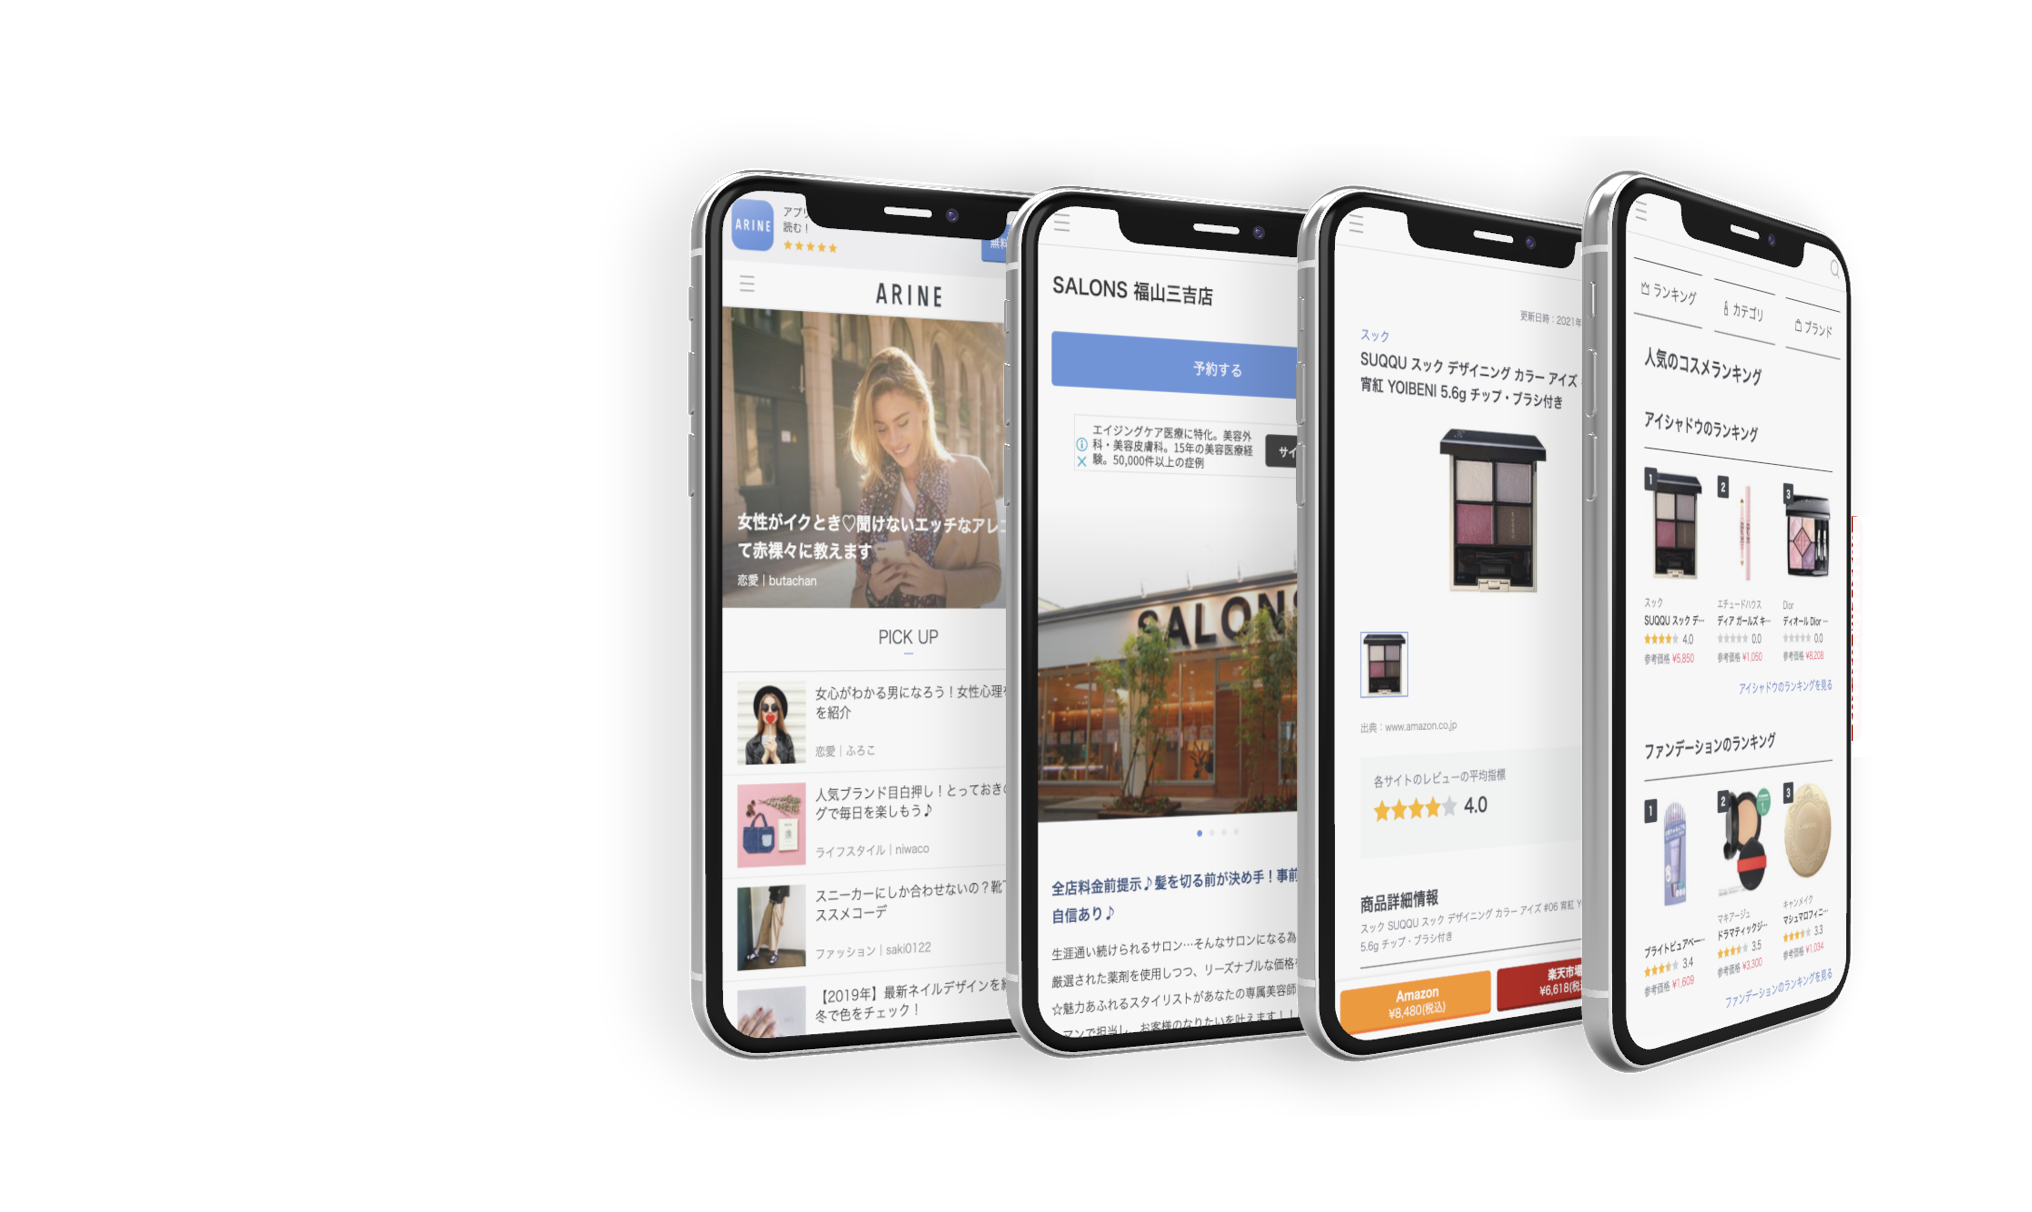 ARINE
アプリ
読む！
無料
ARINE
女性がイクとき♡聞けないエッチなアレコ
て赤裸々に教えます
恋愛 | butachan
PICK UP
女心がわかる男になろう！女性心理を
を紹介
恋愛 | ふろこ
人気ブランド目白押し！とっておきの
グで毎日を楽しもう♪
ライフスタイル | niwaco
スニーカーにしか合わせないの？靴下
ススメコーデ
ファッション | saki0122
【2019年】最新ネイルデザインを
冬で色をチェック！
SALONS 福山三吉店
予約する
エイジングケア医療に特化。美容外
科・美容皮膚科。15年の美容医療経
験。50,000件以上の症例
サイ
SALONS
全店料金前提示♪髪を切る前が決め手！事前
自信あり♪
生涯通い続けられるサロン…そんなサロンになる為
厳選された薬剤を使用しつつ、リーズナブルな価格を
☆魅力あふれるスタイリストがあなたの専属美容師
マンで担当し、お客様のなりたいを叶えます！！
更新日時：2021年
スック
SUQQU スック デザイニング カラー アイズ
宵紅 YOIBENI 5.6g チップ・ブラシ付き
出典：www.amazon.co.jp
各サイトのレビューの平均指標
4.0
商品詳細情報
スック SUQQU スック デザイニング カラー アイズ #06 宵紅 Y
5.6g チップ・ブラシ付き
Amazon
¥8,480(税込)
楽天市場
¥6,618(税
ランキング
カテゴリ
ブランド
人気のコスメランキング
アイシャドウのランキング
1
2
3
スック
SUQQU スック デ…
4.0
参考価格 ¥5,850
エチュードハウス
ディア ガールズ キ…
0.0
参考価格 ¥1,050
Dior
ディオール Dior …
0.0
参考価格 ¥8,208
アイシャドウのランキングを見る
ファンデーションのランキング
1
2
3
ブライトピュアベー…
3.4
参考価格 ¥1,609
マキアージュ
ドラマティックジ…
3.5
参考価格 ¥3,300
キャンメイク
マシュマロフィニ…
3.3
参考価格 ¥1,034
ファンデーションのランキングを見る